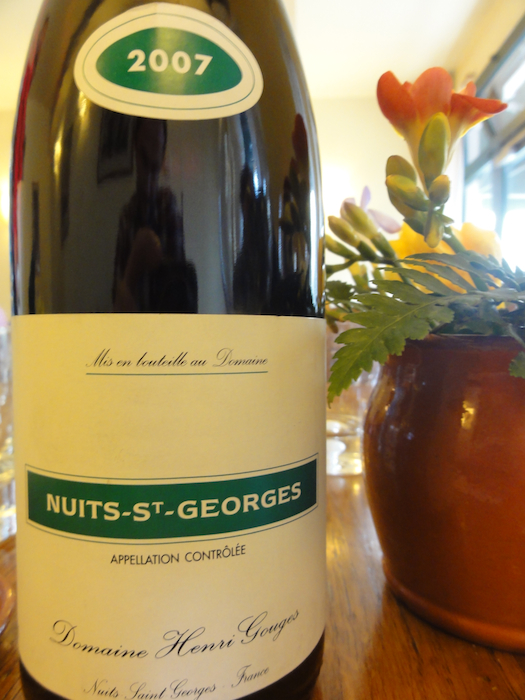 2007
Mis en bouteille au Domaine
NUITS-ST-GEORGES
APPELLATION CONTRÔLÉE
Domaine Henri Gouges
Nuits Saint Georges - France